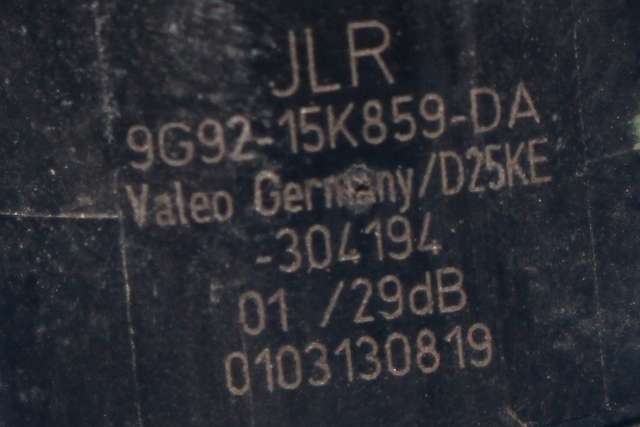 JLR
9G92-15K859-DA
Valeo Germany/D25KE
-304194
01 /29dB
0103130819